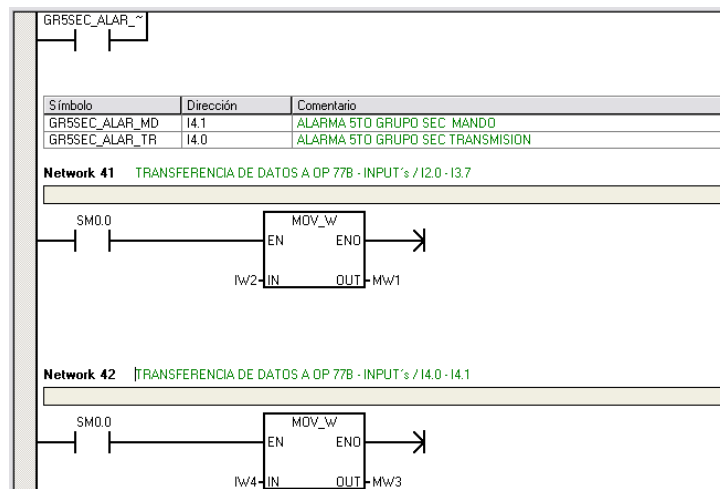 GR5SEC_ALAR_~
Símbolo Dirección Comentario
GR5SEC_ALAR_MD I4.1 ALARMA 5TO GRUPO SEC MANDO
GR5SEC_ALAR_TR I4.0 ALARMA 5TO GRUPO SEC TRANSMISION
Network 41 TRANSFERENCIA DE DATOS A OP 77B - INPUT´s / I2.0 - I3.7
SM0.0 MOV_W
EN ENO
IW2 IN OUT MW1
Network 42 TRANSFERENCIA DE DATOS A OP 77B - INPUT´s / I4.0 - I4.1
SM0.0 MOV_W
EN ENO
IW4 IN OUT MW3